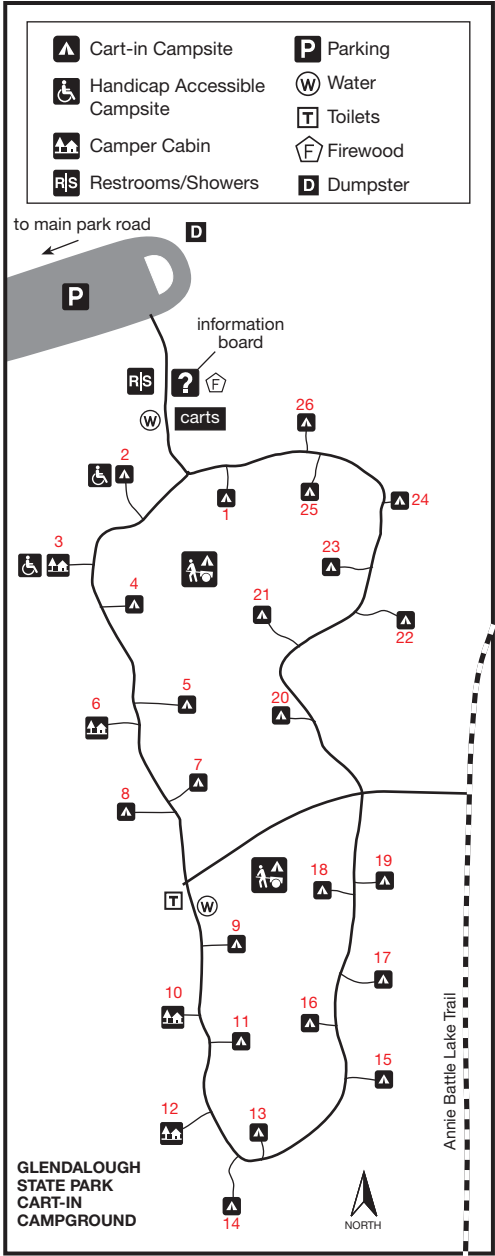 Cart-in Campsite
Handicap Accessible
Campsite
Camper Cabin
R|S Restrooms/Showers
P Parking
W Water
T Toilets
F Firewood
D Dumpster
to main park road
D
P
information
board
R|S ? F
W carts
26
2
1
25
24
3
23
4
21
22
5
20
6
7
8
18
19
T W
9
17
10
16
11
15
12
13
14
Annie Battle Lake Trail
GLENDALOUGH
STATE PARK
CART-IN
CAMPGROUND
NORTH